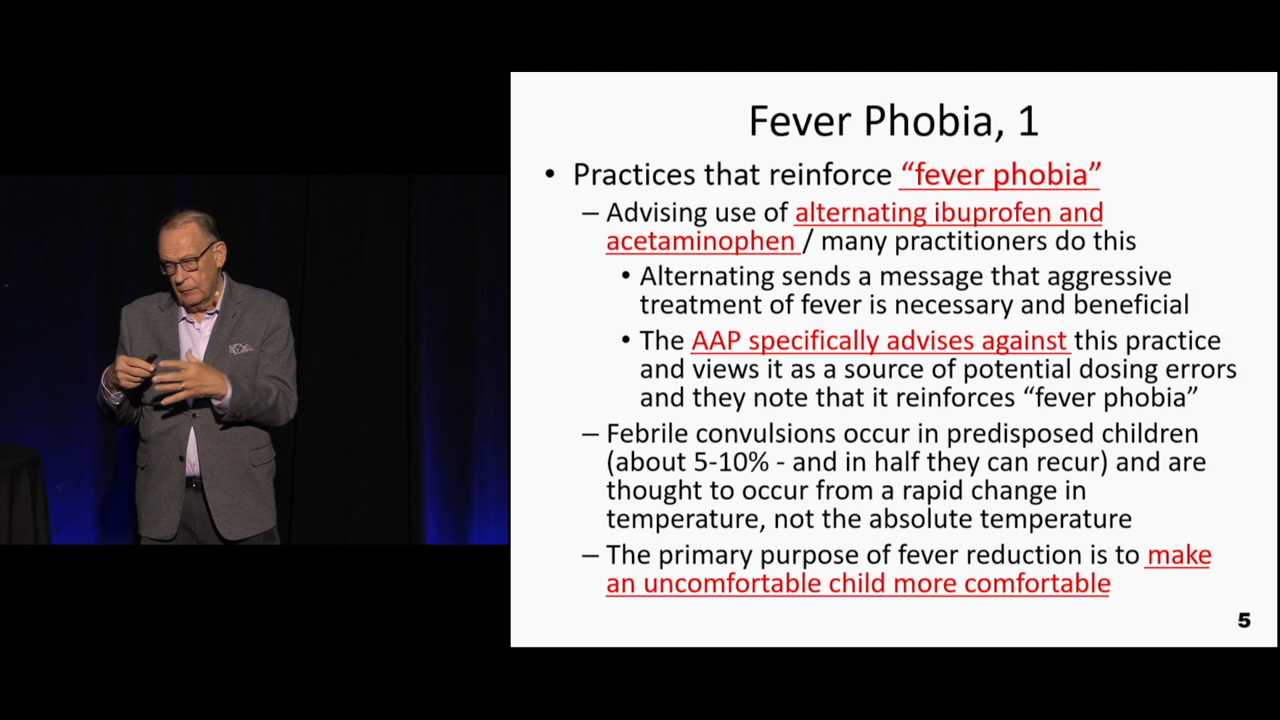 Fever Phobia, 1
• Practices that reinforce “fever phobia”
– Advising use of alternating ibuprofen and
acetaminophen / many practitioners do this
• Alternating sends a message that aggressive
treatment of fever is necessary and beneficial
• The AAP specifically advises against this practice
and views it as a source of potential dosing errors
and they note that it reinforces “fever phobia”
– Febrile convulsions occur in predisposed children
(about 5-10% - and in half they can recur) and are
thought to occur from a rapid change in
temperature, not the absolute temperature
– The primary purpose of fever reduction is to make
an uncomfortable child more comfortable
5